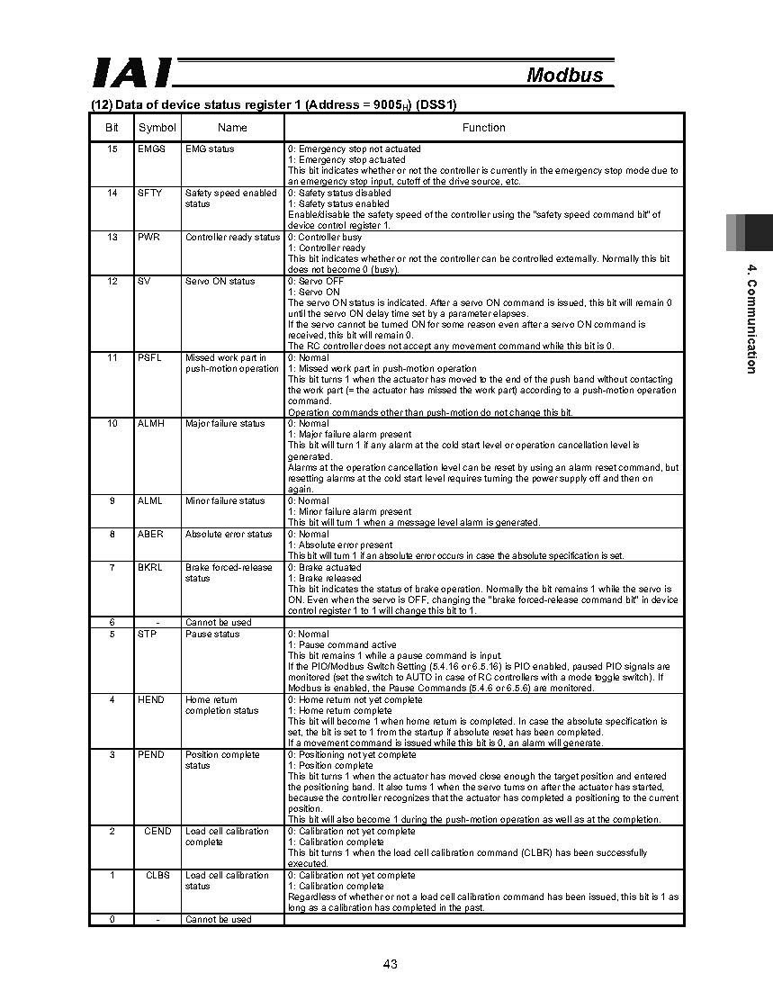 IAI
Modbus
(12) Data of device status register 1 (Address = 9005H) (DSS1)
Bit Symbol Name Function
15 EMGS EMG status 0: Emergency stop not actuated
1: Emergency stop actuated
This bit indicates whether or not the controller is currently in the emergency stop mode due to
an emergency stop input, cutoff of the drive source, etc.
14 SFTY Safety speed enabled 0: Safety status disabled
status 1: Safety status enabled
Enable/disable the safety speed of the controller using the "safety speed command bit" of
device control register 1.
13 PWR Controller ready status 0: Controller busy
1: Controller ready
This bit indicates whether or not the controller can be controlled externally. Normally this bit
does not become 0 (busy).
12 SV Servo ON status 0: Servo OFF
1: Servo ON
The servo ON status is indicated. After a servo ON command is issued, this bit will remain 0
until the servo ON delay time set by a parameter elapses.
If the servo cannot be turned ON for some reason even after a servo ON command is
received, this bit will remain 0.
The RC controller does not accept any movement command while this bit is 0.
11 PSFL Missed work part in 0: Normal
push-motion operation 1: Missed work part in push-motion operation
This bit turns 1 when the actuator has moved to the end of the push band without contacting
the work part (= the actuator has missed the work part) according to a push-motion operation
command.
Operation commands other than push-motion do not change this bit.
10 ALMH Major failure status 0: Normal
1: Major failure alarm present
This bit will turn 1 if any alarm at the cold start level or operation cancellation level is
generated.
Alarms at the operation cancellation level can be reset by using an alarm reset command, but
resetting alarms at the cold start level requires turning the power supply off and then on
again.
9 ALML Minor failure status 0: Normal
1: Minor failure alarm present
This bit will turn 1 when a message level alarm is generated.
8 ABER Absolute error status 0: Normal
1: Absolute error present
This bit will turn 1 if an absolute error occurs in case the absolute specification is set.
7 BKRL Brake forced-release 0: Brake actuated
status 1: Brake released
This bit indicates the status of brake operation. Normally the bit remains 1 while the servo is
ON. Even when the servo is OFF, changing the "brake forced-release command bit" in device
control register 1 to 1 will change this bit to 1.
6 - Cannot be used
5 STP Pause status 0: Normal
1: Pause command active
This bit remains 1 while a pause command is input.
If the PIO/Modbus Switch Setting (5.4.16 or 6.5.16) is PIO enabled, paused PIO signals are
monitored (set the switch to AUTO in case of RC controllers with a mode toggle switch). If
Modbus is enabled, the Pause Commands (5.4.6 or 6.5.6) are monitored.
4 HEND Home return 0: Home return not yet complete
completion status 1: Home return complete
This bit will become 1 when home return is completed. In case the absolute specification is
set, the bit is set to 1 from the startup if absolute reset has been completed.
If a movement command is issued while this bit is 0, an alarm will generate.
3 PEND Position complete 0: Positioning not yet complete
status 1: Position complete
This bit turns 1 when the actuator has moved close enough the target position and entered
the positioning band. It also turns 1 when the servo turns on after the actuator has started,
because the controller recognizes that the actuator has completed a positioning to the current
position.
This bit will also become 1 during the push-motion operation as well as at the completion.
2 CEND Load cell calibration 0: Calibration not yet complete
complete 1: Calibration complete
This bit turns 1 when the load cell calibration command (CLBR) has been successfully
executed.
1 CLBS Load cell calibration 0: Calibration not yet complete
status 1: Calibration complete
Regardless of whether or not a load cell calibration command has been issued, this bit is 1 as
long as a calibration has completed in the past.
0 - Cannot be used
4. Communication
43